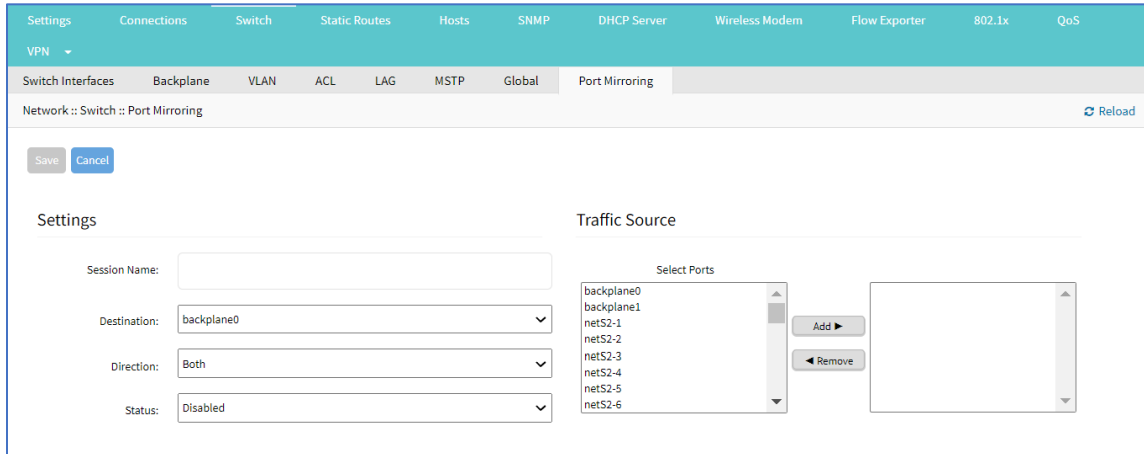 Settings Connections Switch Static Routes Hosts SNMP DHCP Server Wireless Modem Flow Exporter 802.1x QoS
VPN
Switch Interfaces Backplane VLAN ACL LAG MSTP Global Port Mirroring
Network :: Switch :: Port Mirroring Reload
Save Cancel
Settings
Session Name:
Destination: backplane0
Direction: Both
Status: Disabled
Traffic Source
Select Ports
backplane0
backplane1
netS2-1
netS2-2
netS2-3
netS2-4
netS2-5
netS2-6
Add ►
◄ Remove